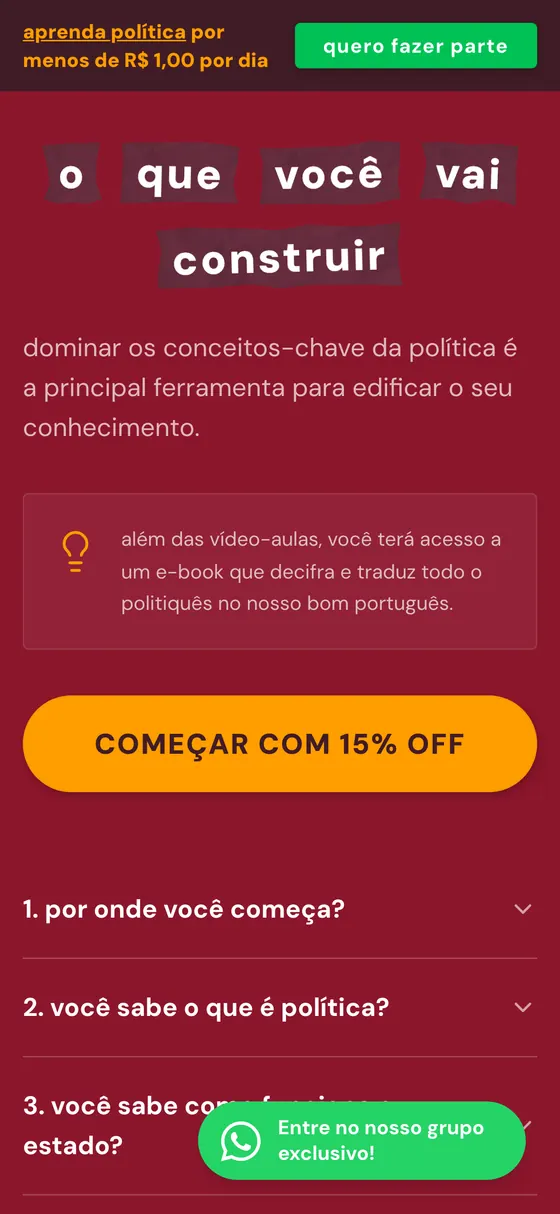 aprenda política por
menos de R$ 1,00 por dia
quero fazer parte
o que você vai
construir
dominar os conceitos-chave da política é
a principal ferramenta para edificar o seu
conhecimento.
além das vídeo-aulas, você terá acesso a
um e-book que decifra e traduz todo o
politiquês no nosso bom português.
COMEÇAR COM 15% OFF
1. por onde você começa?
2. você sabe o que é política?
3. você sabe como
estado?
Entre no nosso grupo
exclusivo!